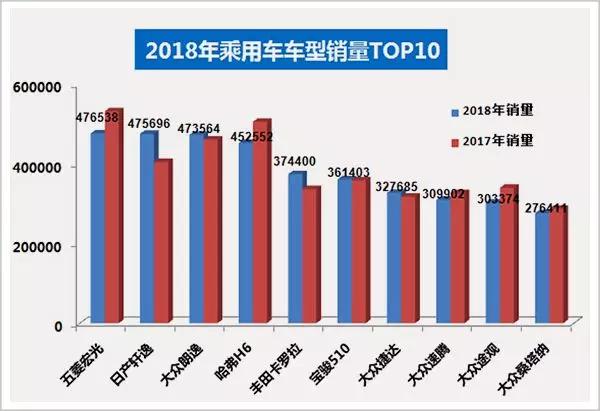 2018年乘用车车型销量TOP10
600000
400000
200000
0
2018年销量
2017年销量
476538
475696
473564
452552
374400
361403
327685
309902
303374
276411
五菱宏光
日产轩逸
大众朗逸
哈弗H6
丰田卡罗拉
宝骏510
大众捷达
大众速腾
大众途观
大众桑塔纳